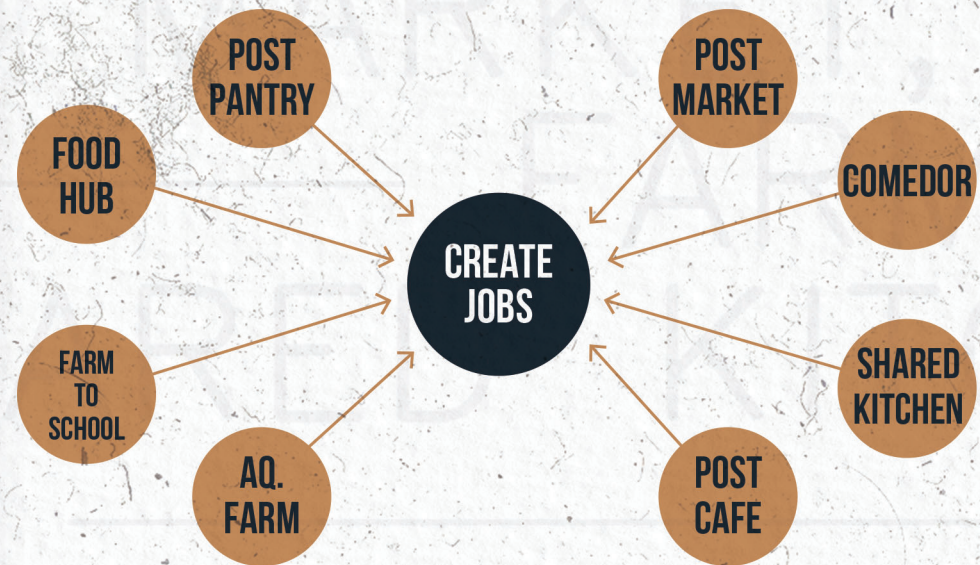 POST
PANTRY
POST
MARKET
FOOD
HUB
COMEDOR
CREATE
JOBS
FARM
TO
SCHOOL
SHARED
KITCHEN
AQ.
FARM
POST
CAFE